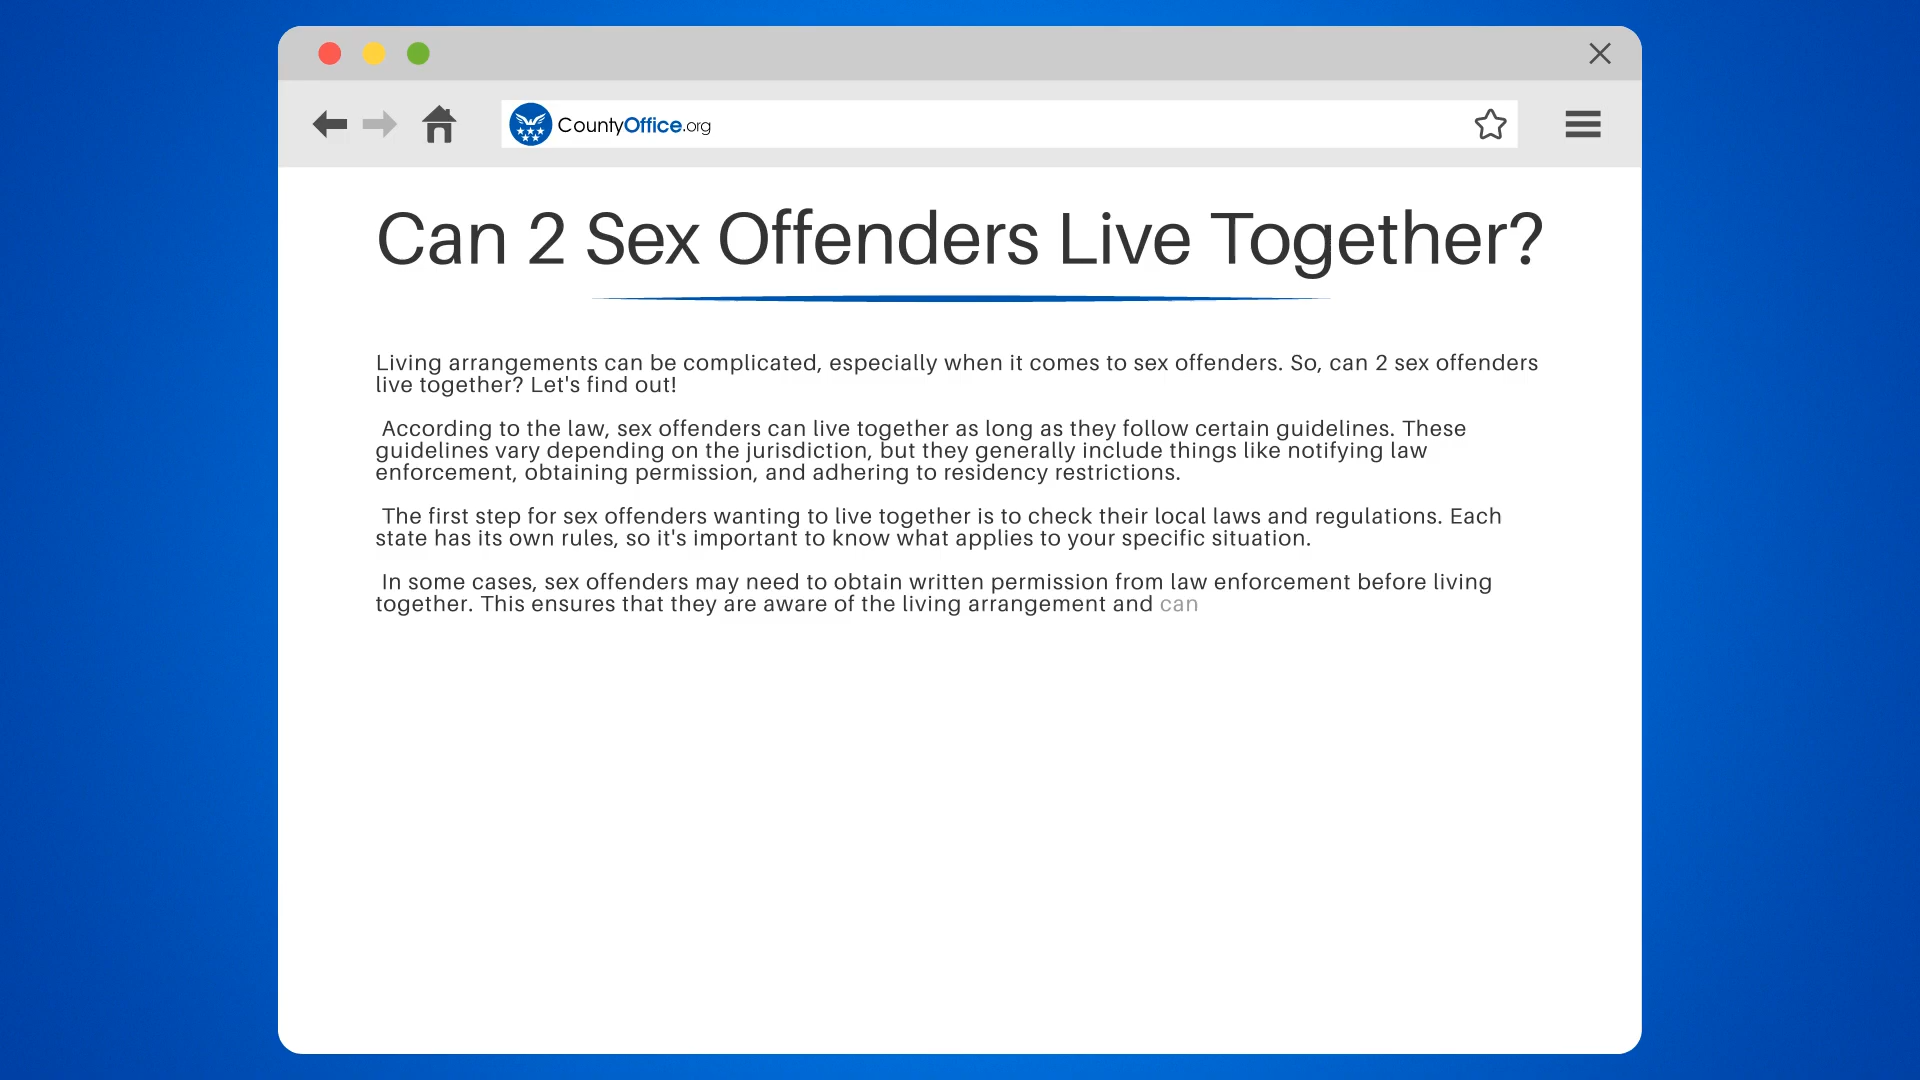 CountyOffice.org
Can 2 Sex Offenders Live Together?
Living arrangements can be complicated, especially when it comes to sex offenders. So, can 2 sex offenders
live together? Let's find out!
According to the law, sex offenders can live together as long as they follow certain guidelines. These
guidelines vary depending on the jurisdiction, but they generally include things like notifying law
enforcement, obtaining permission, and adhering to residency restrictions.
The first step for sex offenders wanting to live together is to check their local laws and regulations. Each
state has its own rules, so it's important to know what applies to your specific situation.
In some cases, sex offenders may need to obtain written permission from law enforcement before living
together. This ensures that they are aware of the living arrangement and can